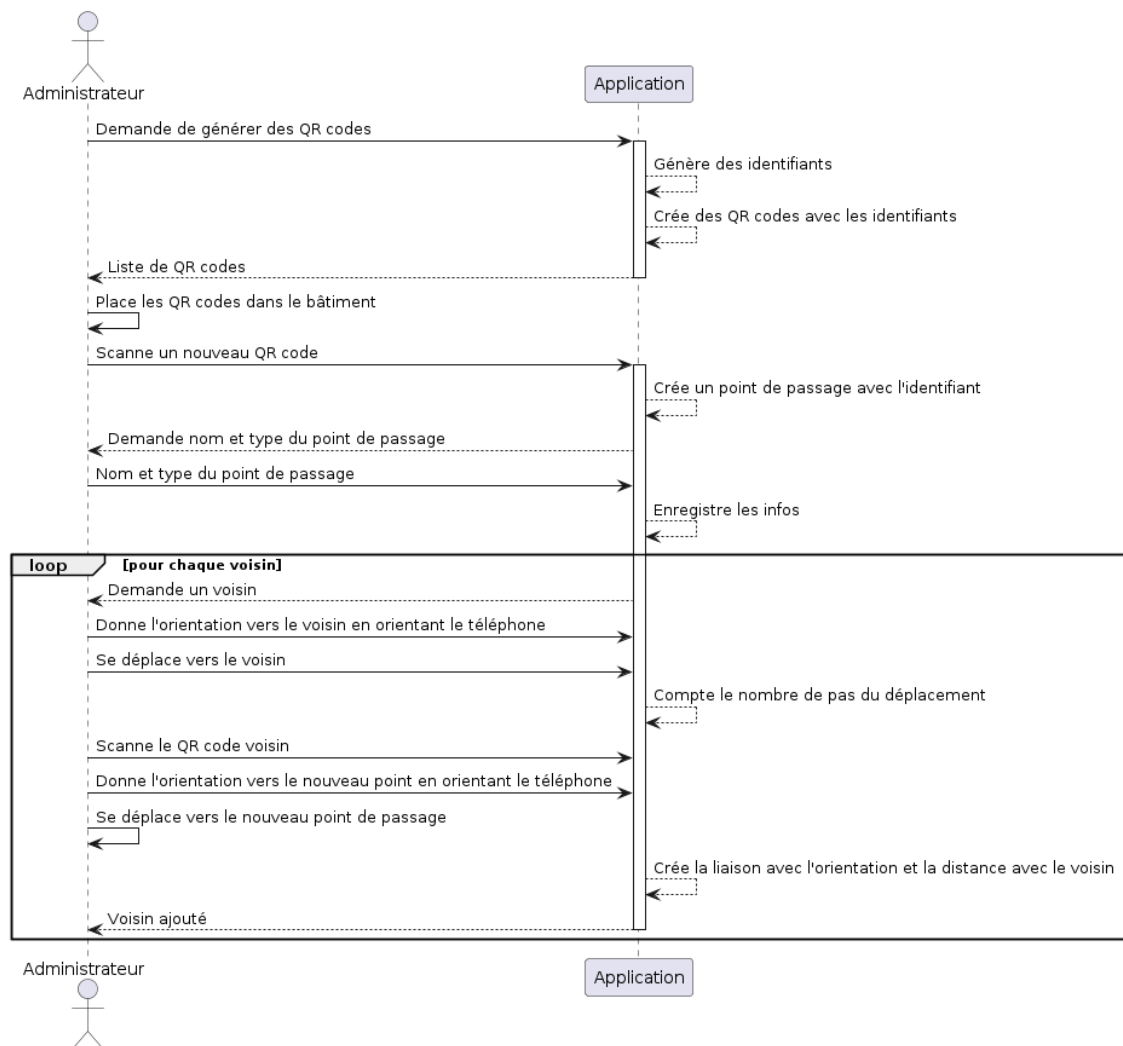 Administrateur
Application
Demande de générer des QR codes
Génère des identifiants
Crée des QR codes avec les identifiants
Liste de QR codes
Place les QR codes dans le bâtiment
Scanne un nouveau QR code
Crée un point de passage avec l'identifiant
Demande nom et type du point de passage
Nom et type du point de passage
Enregistre les infos
loop [pour chaque voisin]
Demande un voisin
Donne l'orientation vers le voisin en orientant le téléphone
Se déplace vers le voisin
Compte le nombre de pas du déplacement
Scanne le QR code voisin
Donne l'orientation vers le nouveau point en orientant le téléphone
Se déplace vers le nouveau point de passage
Crée la liaison avec l'orientation et la distance avec le voisin
Voisin ajouté
Administrateur
Application